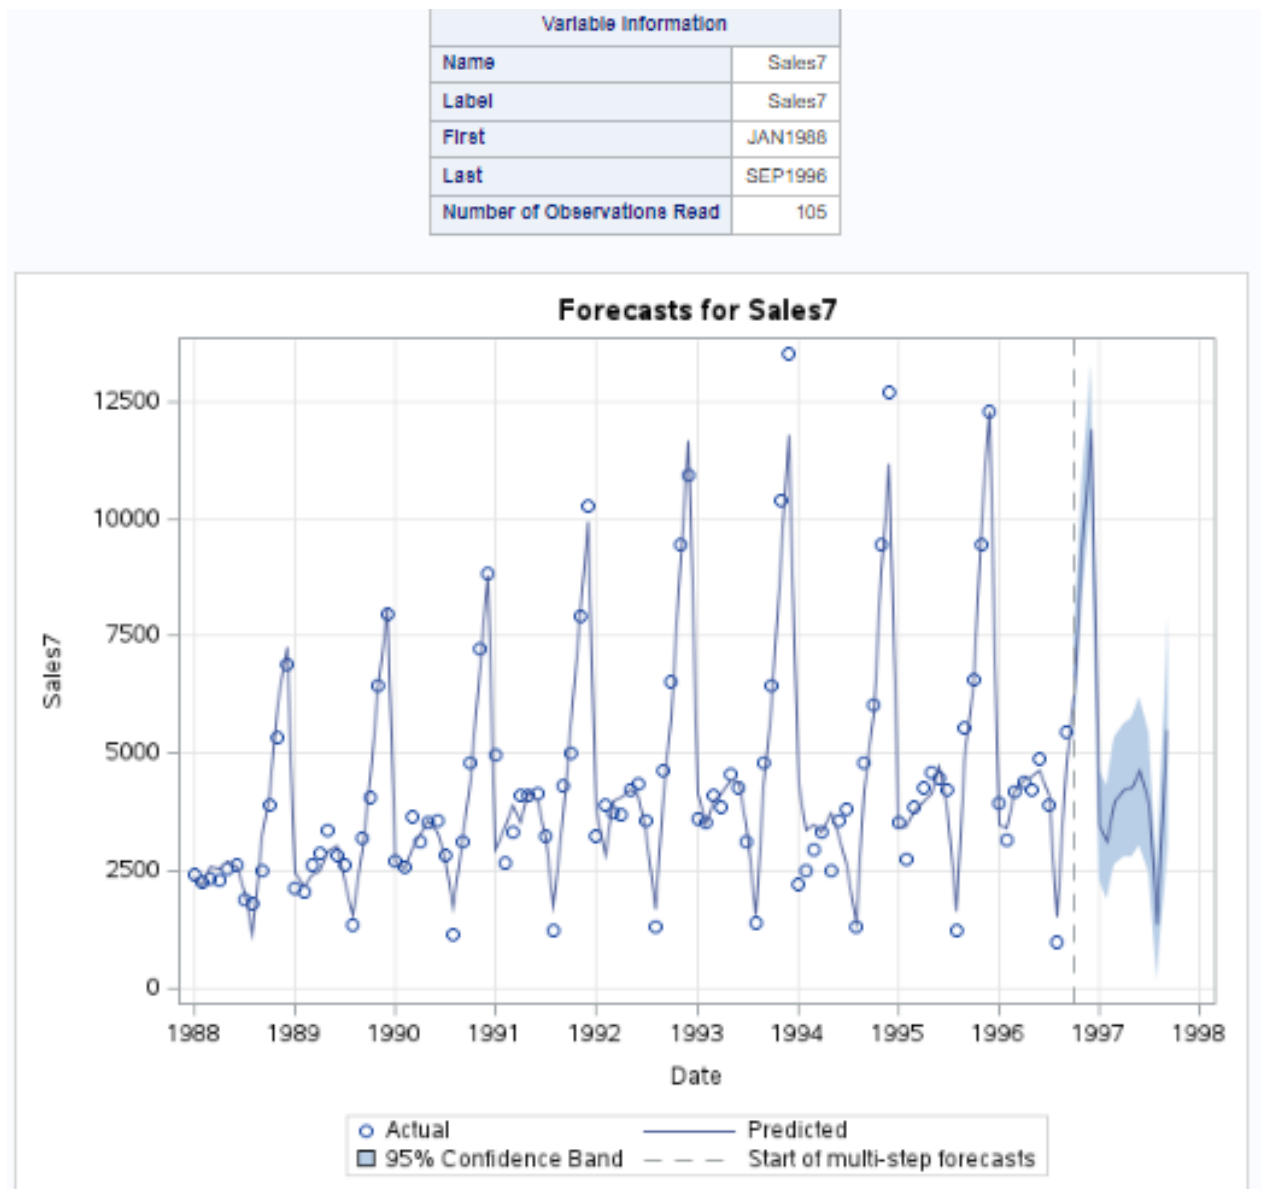 Variable Information
Name Sales7
Label Sales7
First JAN1988
Last SEP1996
Number of Observations Read 105
Forecasts for Sales7
12500
10000
7500
5000
2500
0
Sales7
1988 1989 1990 1991 1992 1993 1994 1995 1996 1997 1998
Date
Actual Predicted
95% Confidence Band Start of multi-step forecasts